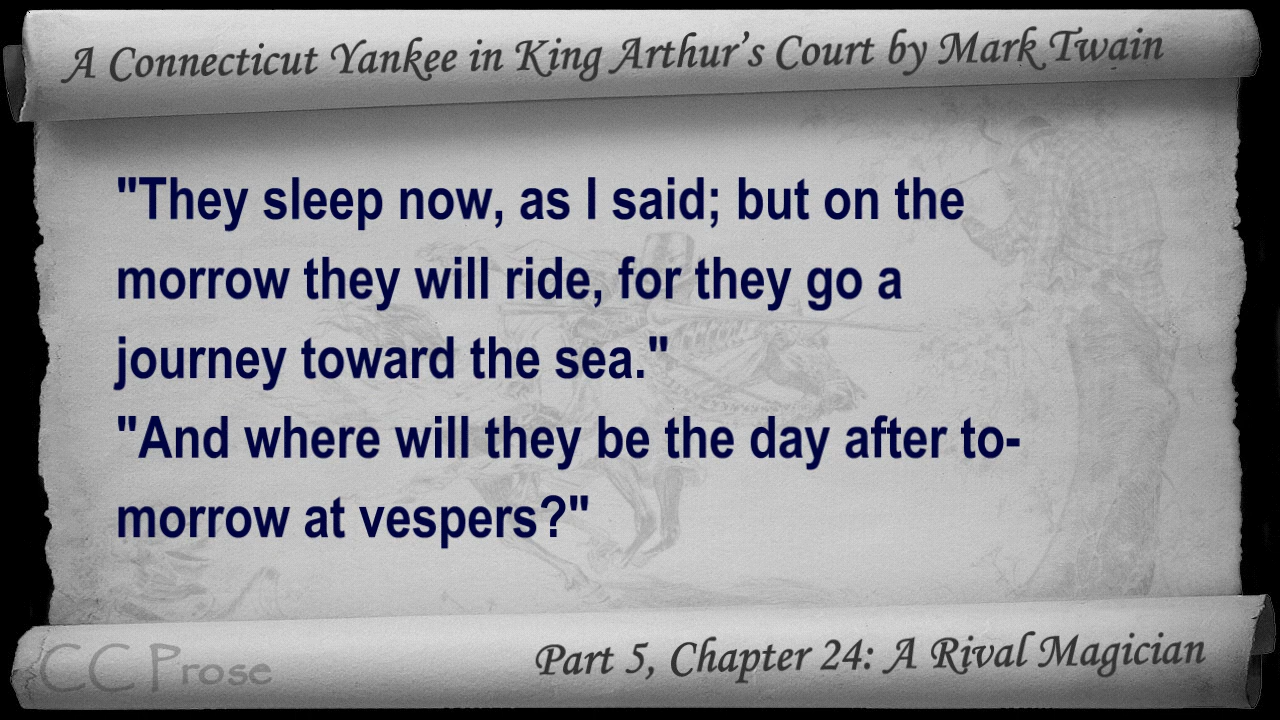 A Connecticut Yankee in King Arthur's Court by Mark Twain
"They sleep now, as I said; but on the
morrow they will ride, for they go a
journey toward the sea."
"And where will they be the day after to-
morrow at vespers?"
CC Prose
Part 5, Chapter 24: A Rival Magician